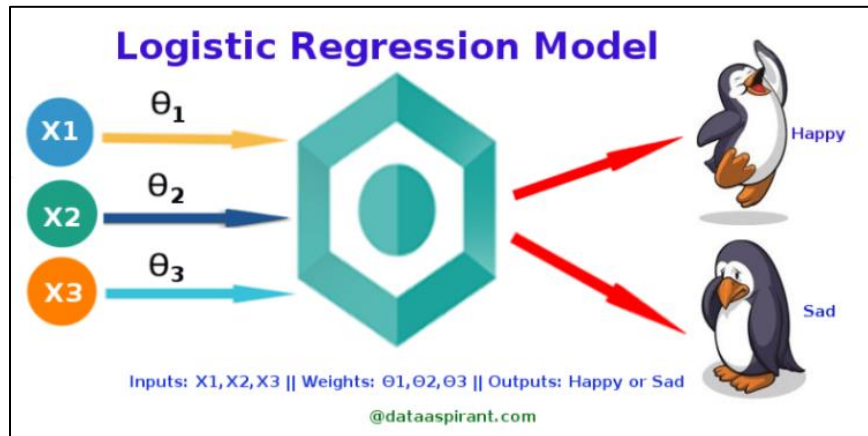 Logistic Regression Model
X1
θ1
X2
θ2
X3
θ3
Happy
Sad
Inputs: X1,X2,X3 || Weights: Θ1,Θ2,Θ3 || Outputs: Happy or Sad
@dataaspirant.com